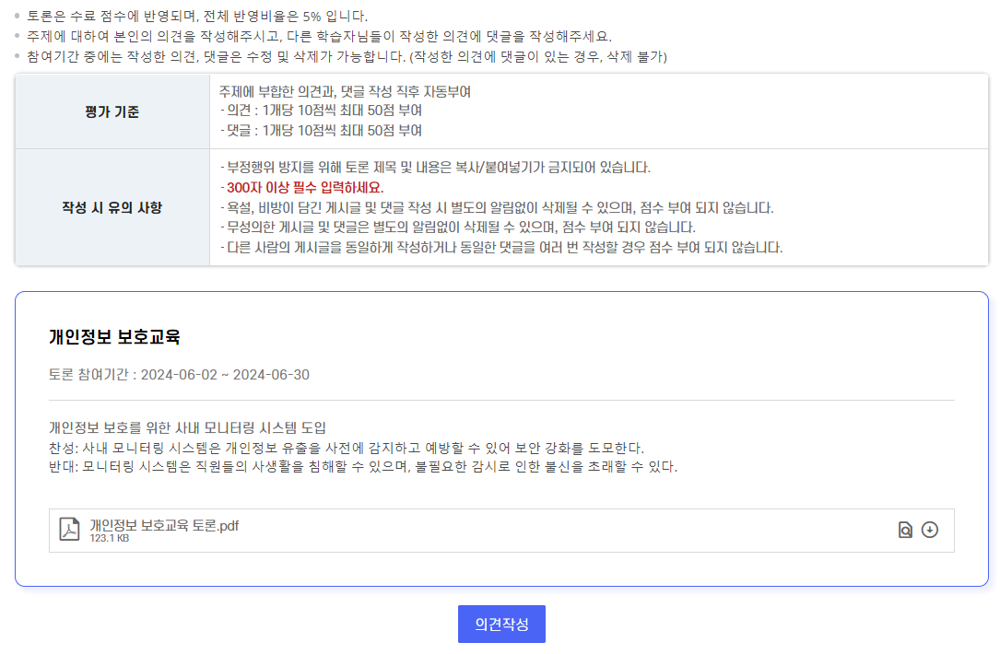 토론은 수료 점수에 반영되며, 전체 반영비율은 5% 입니다.
주제에 대하여 본인의 의견을 작성해주시고, 다른 학습자님들이 작성한 의견에 댓글을 작성해주세요.
참여기간 중에는 작성한 의견, 댓글은 수정 및 삭제가 가능합니다. (작성한 의견에 댓글이 있는 경우, 삭제 불가)
평가 기준
주제에 부합한 의견과, 댓글 작성 직후 자동부여
- 의견 : 1개당 10점씩 최대 50점 부여
- 댓글 : 1개당 10점씩 최대 50점 부여
작성 시 유의 사항
- 부정행위 방지를 위해 토론 제목 및 내용은 복사/붙여넣기가 금지되어 있습니다.
- 300자 이상 필수 입력하세요.
- 욕설, 비방이 담긴 게시글 및 댓글 작성 시 별도의 알림없이 삭제될 수 있으며, 점수 부여 되지 않습니다.
- 무성의한 게시글 및 댓글은 별도의 알림없이 삭제될 수 있으며, 점수 부여 되지 않습니다.
- 다른 사람의 게시글을 동일하게 작성하거나 동일한 댓글을 여러 번 작성할 경우 점수 부여 되지 않습니다.
개인정보 보호교육
토론 참여기간 : 2024-06-02 ~ 2024-06-30
개인정보 보호를 위한 사내 모니터링 시스템 도입
찬성: 사내 모니터링 시스템은 개인정보 유출을 사전에 감지하고 예방할 수 있어 보안 강화를 도모한다.
반대: 모니터링 시스템은 직원들의 사생활을 침해할 수 있으며, 불필요한 감시로 인한 불신을 초래할 수 있다.
개인정보 보호교육 토론.pdf
123.1 KB
의견작성